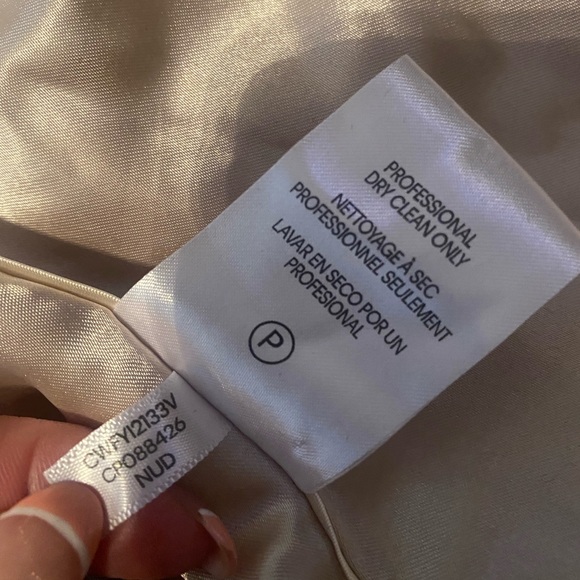 PROFESSIONAL
DRY CLEAN ONLY
NETTOYAGE À SEC
PROFESSIONNEL SEULEMENT
LAVAR EN SECO POR UN
PROFESIONAL
P
CWFY12133V
CP088426
NUD